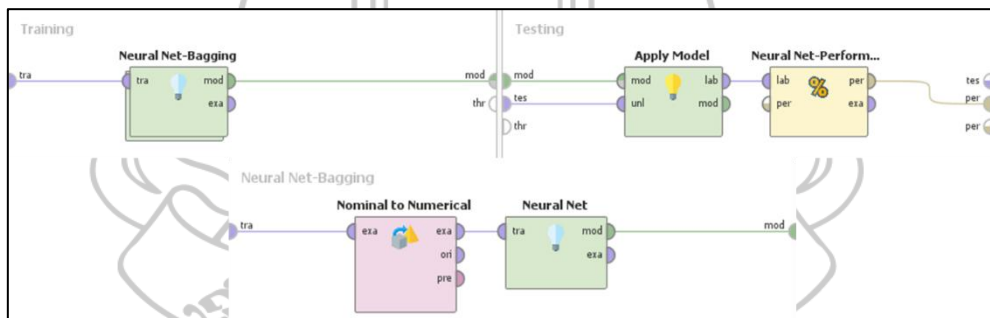 Training
Testing
Neural Net-Bagging
Apply Model
Neural Net-Perform...
tra
tra
mod
exa
mod
thr
mod
tes
thr
mod
unl
lab
mod
lab
per
per
exa
tes
per
per
Neural Net-Bagging
Nominal to Numerical
Neural Net
tra
exa
exa
ori
pre
tra
mod
exa
mod